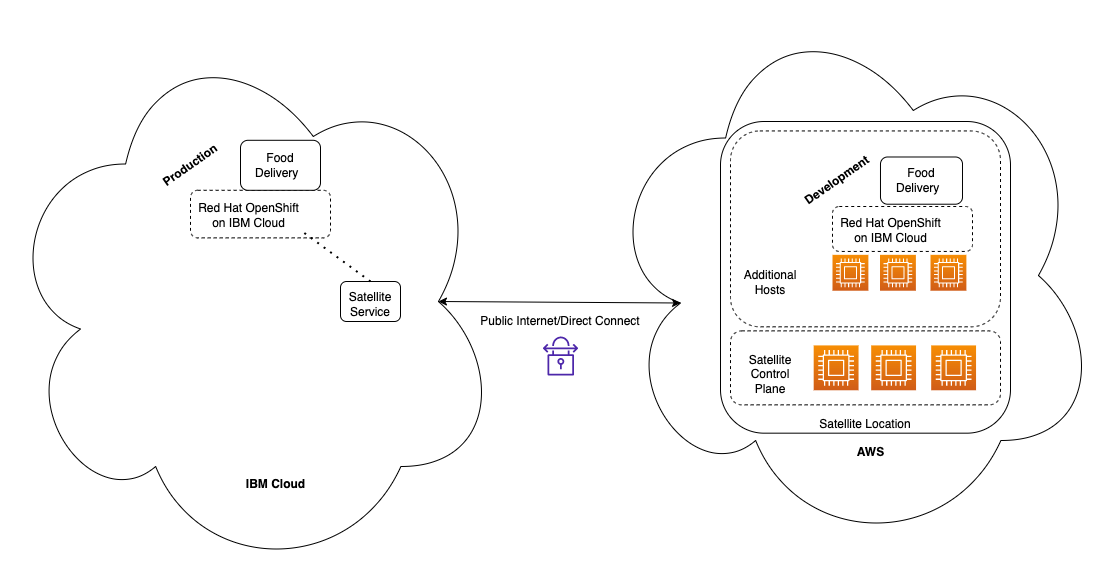 Production
Food
Delivery
Red Hat OpenShift
on IBM Cloud
Satellite
Service
IBM Cloud
Public Internet/Direct Connect
Development
Food
Delivery
Red Hat OpenShift
on IBM Cloud
Additional
Hosts
Satellite
Control
Plane
Satellite Location
AWS